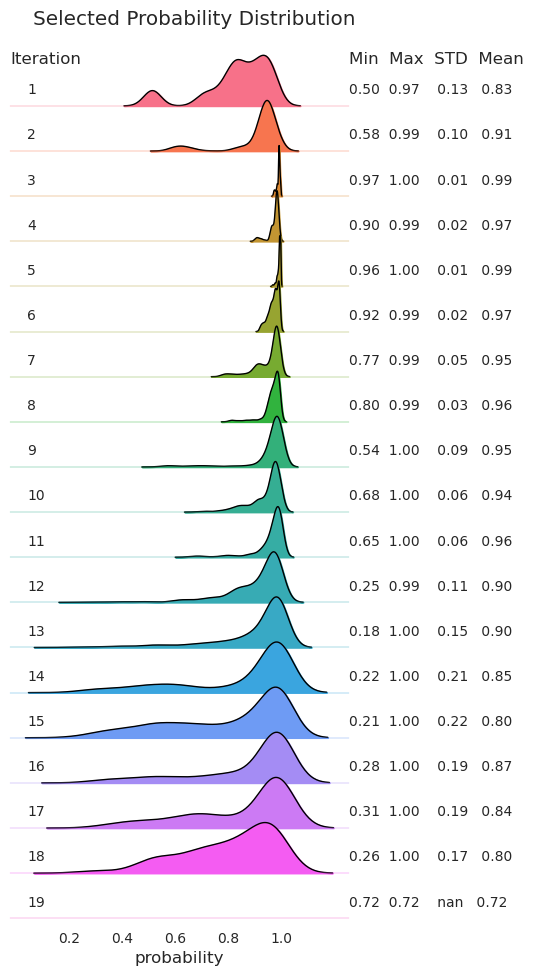 Selected Probability Distribution
Iteration Min Max STD Mean
1 0.50 0.97 0.13 0.83
2 0.58 0.99 0.10 0.91
3 0.97 1.00 0.01 0.99
4 0.90 0.99 0.02 0.97
5 0.96 1.00 0.01 0.99
6 0.92 0.99 0.02 0.97
7 0.77 0.99 0.05 0.95
8 0.80 0.99 0.03 0.96
9 0.54 1.00 0.09 0.95
10 0.68 1.00 0.06 0.94
11 0.65 1.00 0.06 0.96
12 0.25 0.99 0.11 0.90
13 0.18 1.00 0.15 0.90
14 0.22 1.00 0.21 0.85
15 0.21 1.00 0.22 0.80
16 0.28 1.00 0.19 0.87
17 0.31 1.00 0.19 0.84
18 0.26 1.00 0.17 0.80
19 0.72 0.72 nan 0.72
0.2 0.4 0.6 0.8 1.0
probability